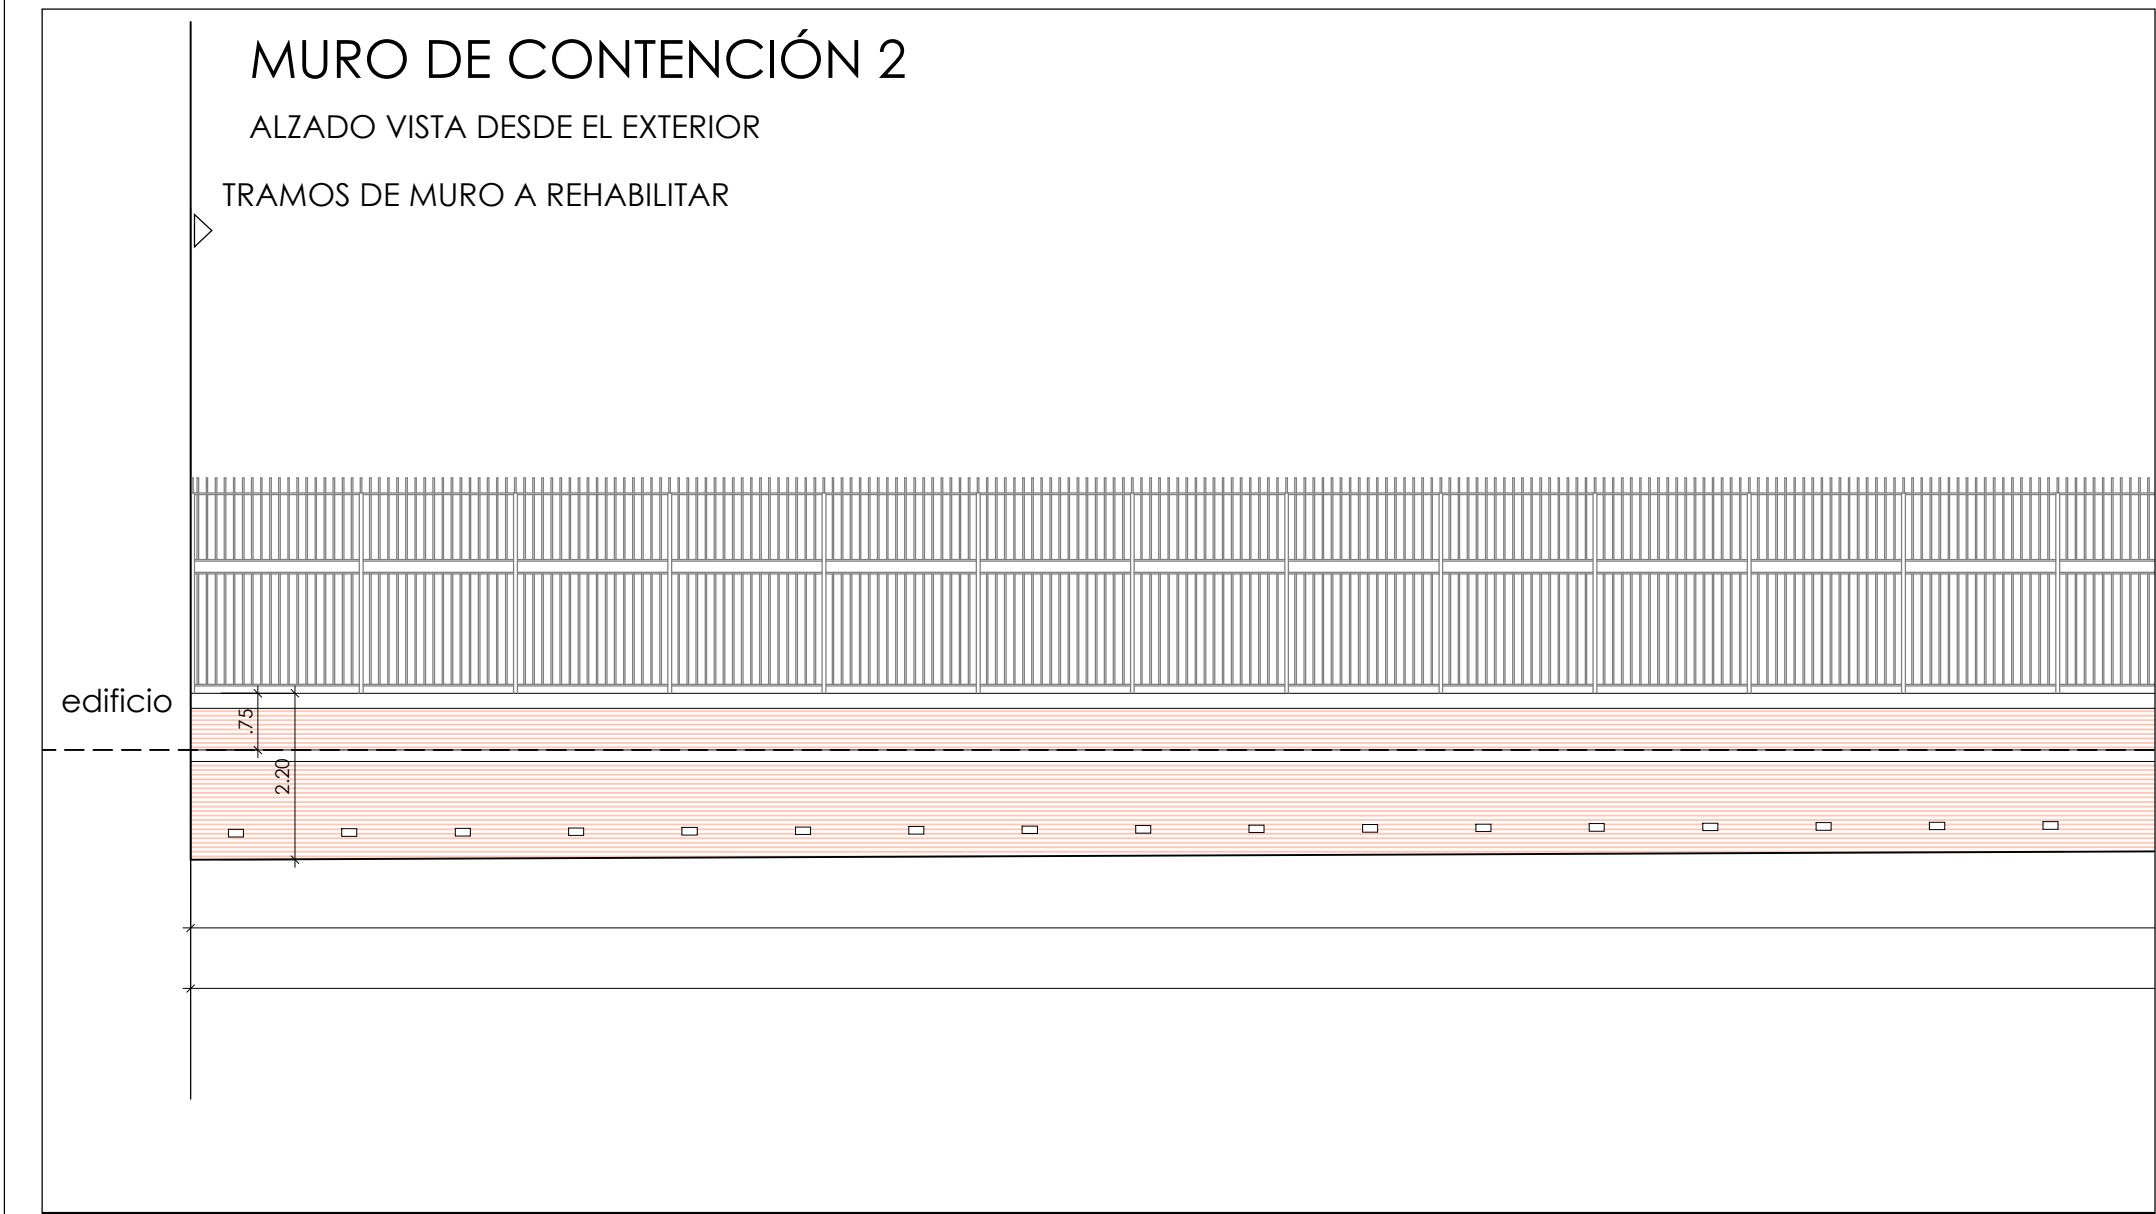 MURO DE CONTENCIÓN 2
ALZADO VISTA DESDE EL EXTERIOR
TRAMOS DE MURO A REHABILITAR
edificio
.75
2.20